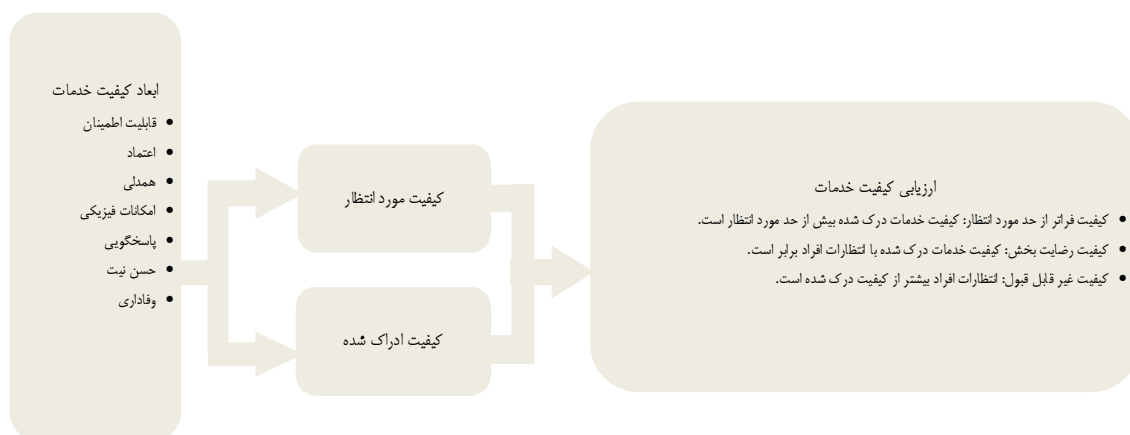 ابعاد کیفیت خدمات
• قابلیت اطمینان
• اعتماد
• همدلی
• امکانات فیزیکی
• پاسخگویی
• حسن نیت
• وفاداری
کیفیت مورد انتظار
کیفیت ادراک شده
ارزیابی کیفیت خدمات
• کیفیت فراتر از حد مورد انتظار: کیفیت خدمات درک شده بیش از حد مورد انتظار است.
• کیفیت رضایت بخش: کیفیت خدمات درک شده با انتظارات افراد برابر است.
• کیفیت غیر قابل قبول: انتظارات افراد بیشتر از کیفیت درک شده است.